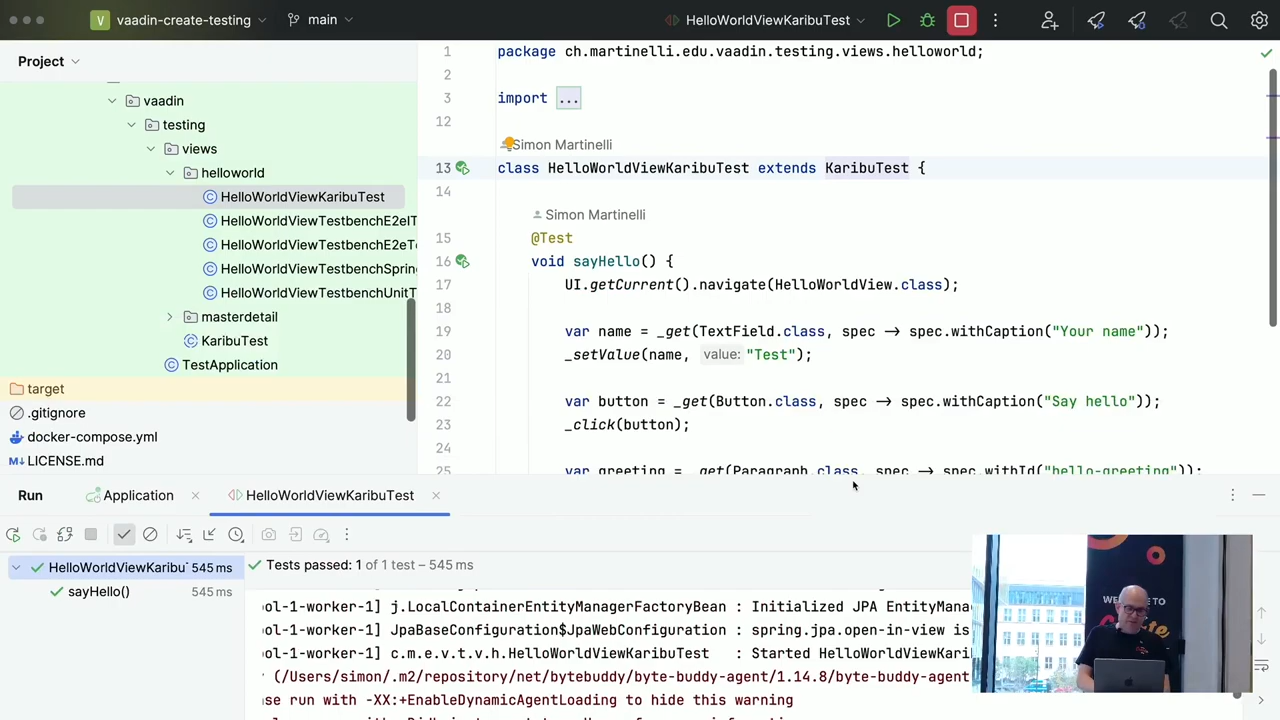 V vaadin-create-testing main HelloWorldViewKaribuTest
Project
vaadin
testing
views
helloworld
HelloWorldViewKaribuTest
HelloWorldViewTestbenchE2eIT
HelloWorldViewTestbenchE2eTe
HelloWorldViewTestbenchSpring
HelloWorldViewTestbenchUnitT
masterdetail
KaribuTest
TestApplication
target
.gitignore
docker-compose.yml
M↓ LICENSE.md
1 package ch.martinelli.edu.vaadin.testing.views.helloworld;
2
3 import ...
12
Simon Martinelli
13 class HelloWorldViewKaribuTest extends KaribuTest {
14
Simon Martinelli
15 @Test
16 void sayHello() {
17 UI.getCurrent().navigate(HelloWorldView.class);
18
19 var name = _get(TextField.class, spec → spec.withCaption("Your name"));
20 _setValue(name, value: "Test");
21
22 var button = _get(Button.class, spec → spec.withCaption("Say hello"));
23 _click(button);
24
25 var greeting = _get(Paragraph.class, spec → spec.withId("hello-greeting"));
Run Application HelloWorldViewKaribuTest
HelloWorldViewKaribu 545 ms
sayHello() 545 ms
Tests passed: 1 of 1 test – 545 ms
ol-1-worker-1] j.LocalContainerEntityManagerFactoryBean : Initialized JPA EntityMana
ol-1-worker-1] JpaBaseConfiguration$JpaWebConfiguration : spring.jpa.open-in-view is
ol-1-worker-1] c.m.e.v.t.v.h.HelloWorldViewKaribuTest : Started HelloWorldViewKari
(/Users/simon/.m2/repository/net/bytebuddy/byte-buddy-agent/1.14.8/byte-buddy-agent
se run with -XX:+EnableDynamicAgentLoading to hide this warning